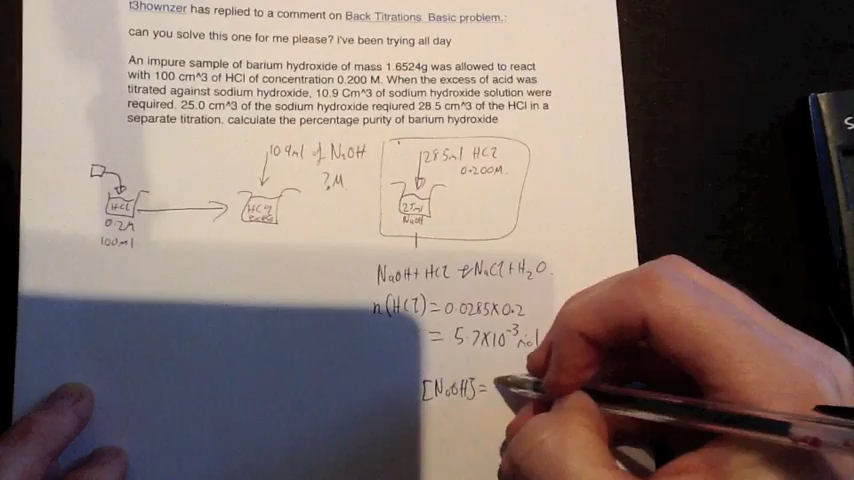 t3hownzer has replied to a comment on Back Titrations. Basic problem.:
can you solve this one for me please? i've been trying all day
An impure sample of barium hydroxide of mass 1.6524g was allowed to react
with 100 cm^3 of HCl of concentration 0.200 M. When the excess of acid was
titrated against sodium hydroxide, 10.9 Cm^3 of sodium hydroxide solution were
required. 25.0 cm^3 of the sodium hydroxide reqiured 28.5 cm^3 of the HCl in a
separate titration. calculate the percentage purity of barium hydroxide
10.9ml of NaOH
?M.
28.5ml HCl
0.200M.
HCl
0.2M
100ml
HCl
excess
25ml
NaOH
NaOH + HCl → NaCl + H2O.
n(HCl) = 0.0285 × 0.2
= 5.7×10^-3 mol
[NaOH] =
S